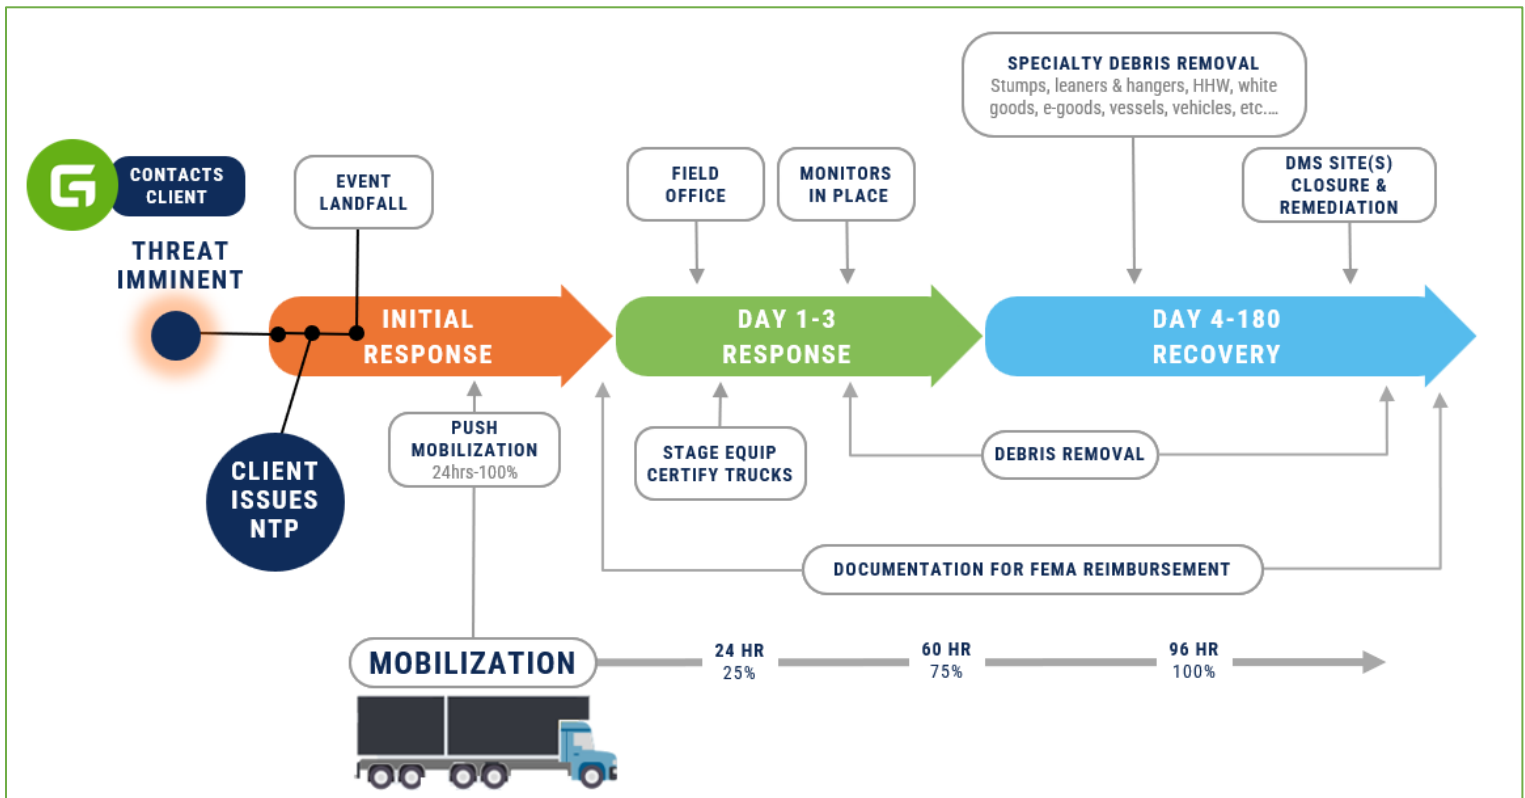 CONTACTS
CLIENT
THREAT
IMMINENT
EVENT
LANDFALL
CLIENT
ISSUES
NTP
INITIAL
RESPONSE
PUSH
MOBILIZATION
24hrs-100%
FIELD
OFFICE
MONITORS
IN PLACE
DAY 1-3
RESPONSE
STAGE EQUIP
CERTIFY TRUCKS
SPECIALTY DEBRIS REMOVAL
Stumps, leaners & hangers, HHW, white
goods, e-goods, vessels, vehicles, etc....
DMS SITE(S)
CLOSURE &
REMEDIATION
DAY 4-180
RECOVERY
DEBRIS REMOVAL
DOCUMENTATION FOR FEMA REIMBURSEMENT
MOBILIZATION
24 HR
25%
60 HR
75%
96 HR
100%